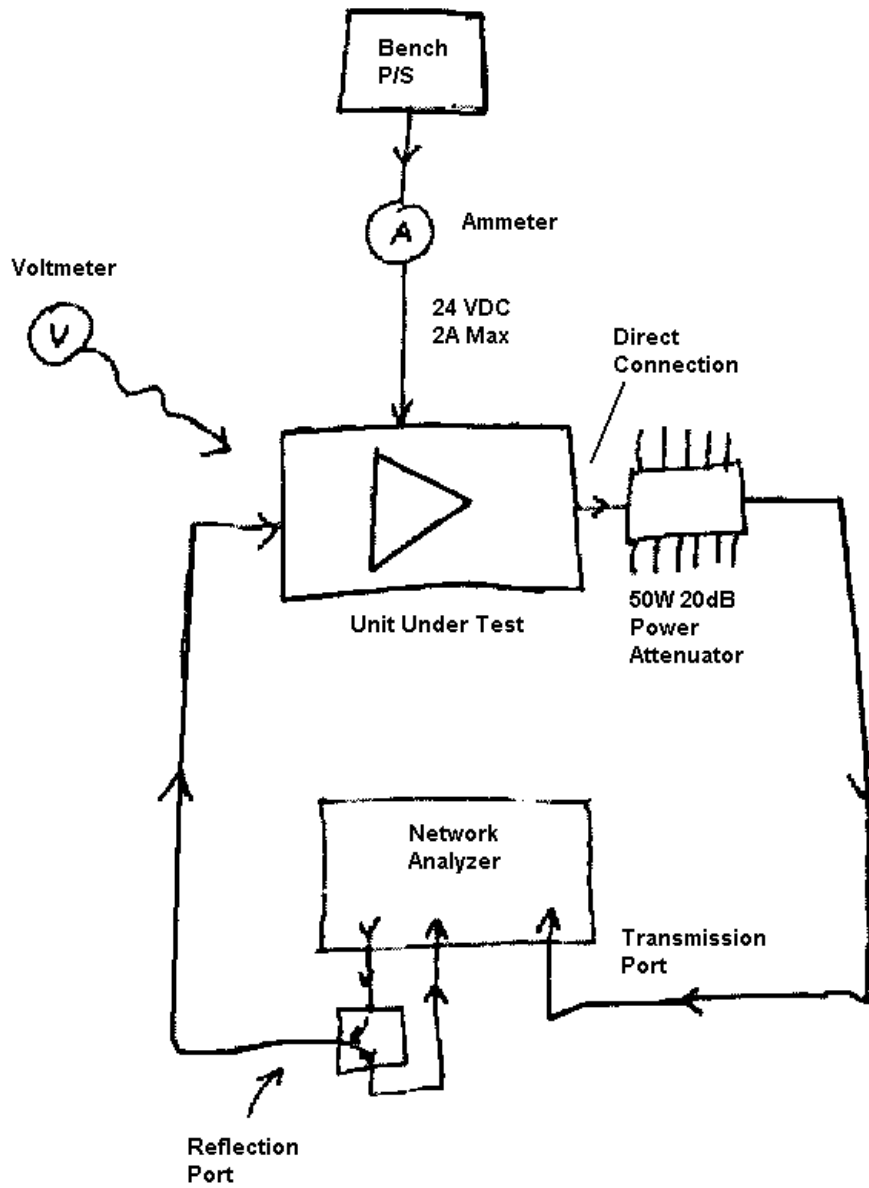 Bench
P/S
A
Ammeter
Voltmeter
V
24 VDC
2A Max
Direct
Connection
Unit Under Test
50W 20dB
Power
Attenuator
Network
Analyzer
Transmission
Port
Reflection
Port